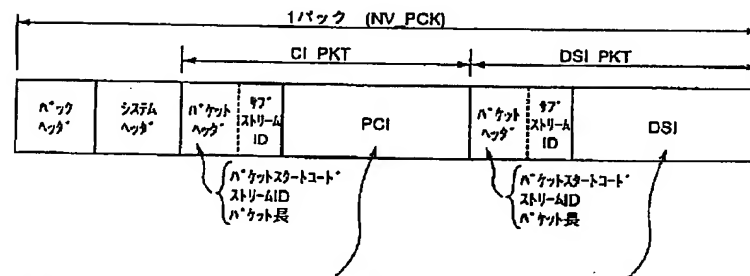 1パック (NV_PCK)
CI PKT
DSI PKT
パック
ヘッダ
システム
ヘッダ
パケット
ヘッダ
サブ
ストリーム
ID
PCI
パケット
ヘッダ
サブ
ストリーム
ID
DSI
パケットスタートコード
ストリームID
パケット長
パケットスタートコード
ストリームID
パケット長